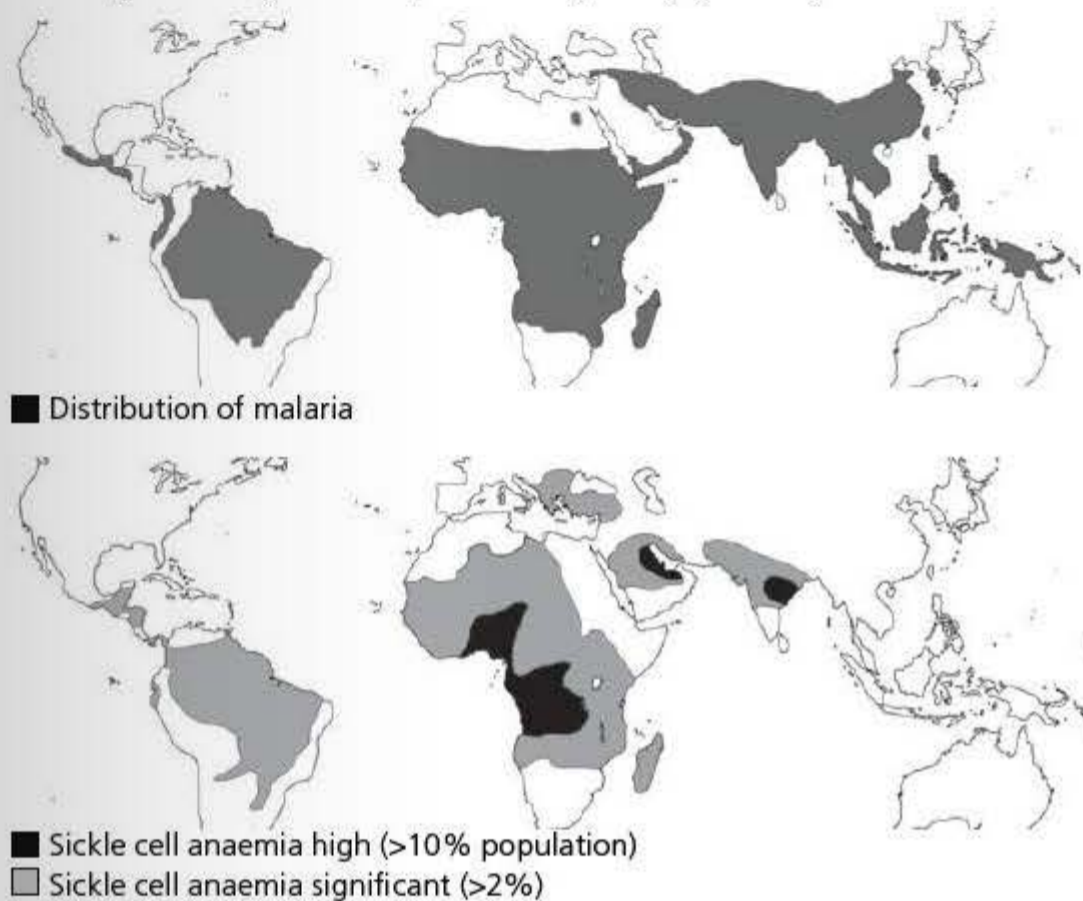 Distribution of malaria
Sickle cell anaemia high (>10% population)
Sickle cell anaemia significant (>2%)